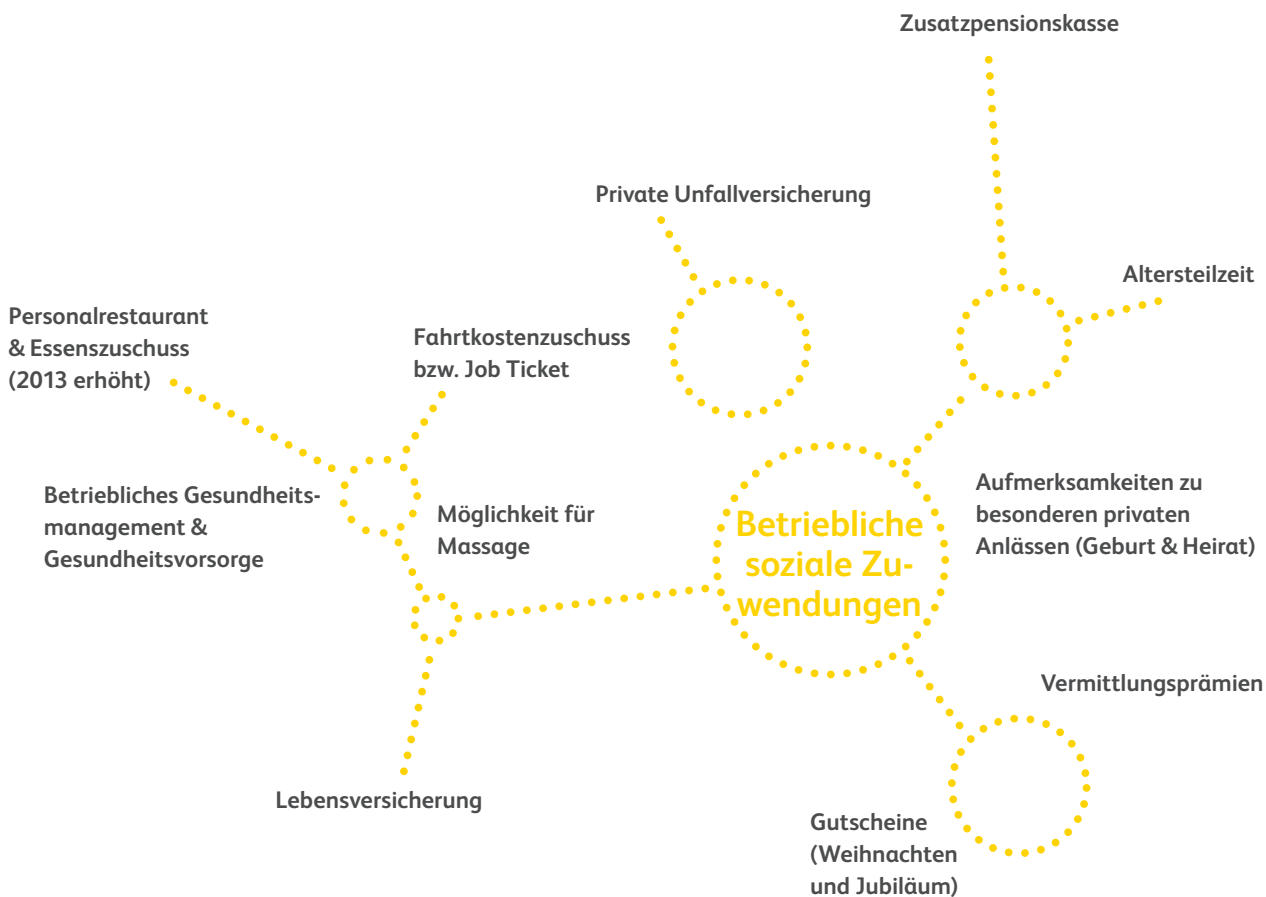 Zusatzpensionskasse
Private Unfallversicherung
Altersteilzeit
Personalrestaurant
& Essenszuschuss
(2013 erhöht)
Fahrtkostenzuschuss
bzw. Job Ticket
Betriebliches Gesundheits-
management &
Gesundheitsvorsorge
Möglichkeit für
Massage
Betriebliche
soziale Zu-
wendungen
Aufmerksamkeiten zu
besonderen privaten
Anlässen (Geburt & Heirat)
Vermittlungsprämien
Lebensversicherung
Gutscheine
(Weihnachten
und Jubiläum)